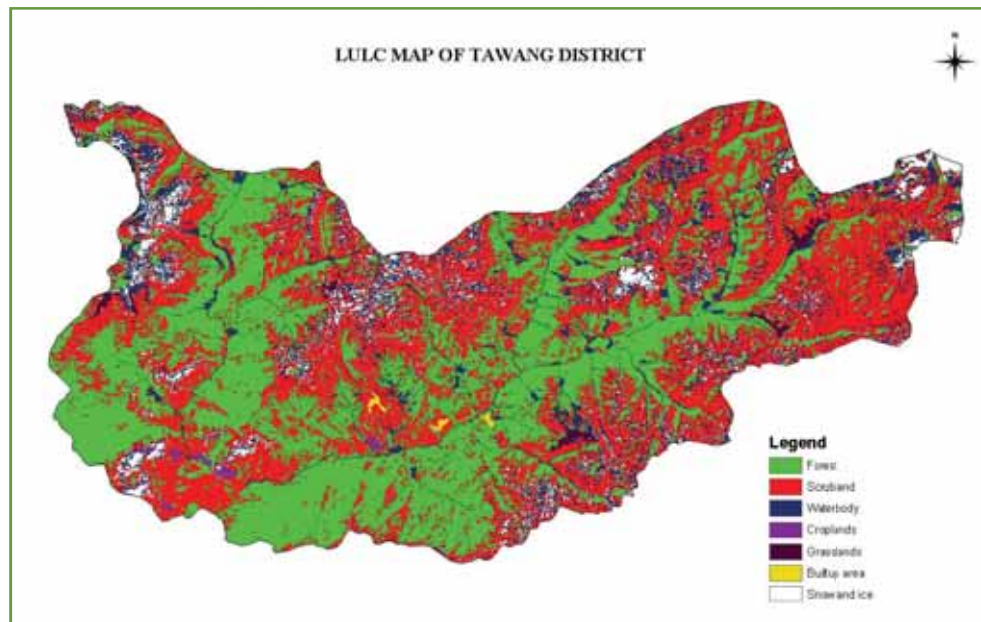 LULC MAP OF TAWANG DISTRICT
N
Legend
Forest
Scrubland
Waterbody
Croplands
Grasslands
Builtup area
Snow and ice